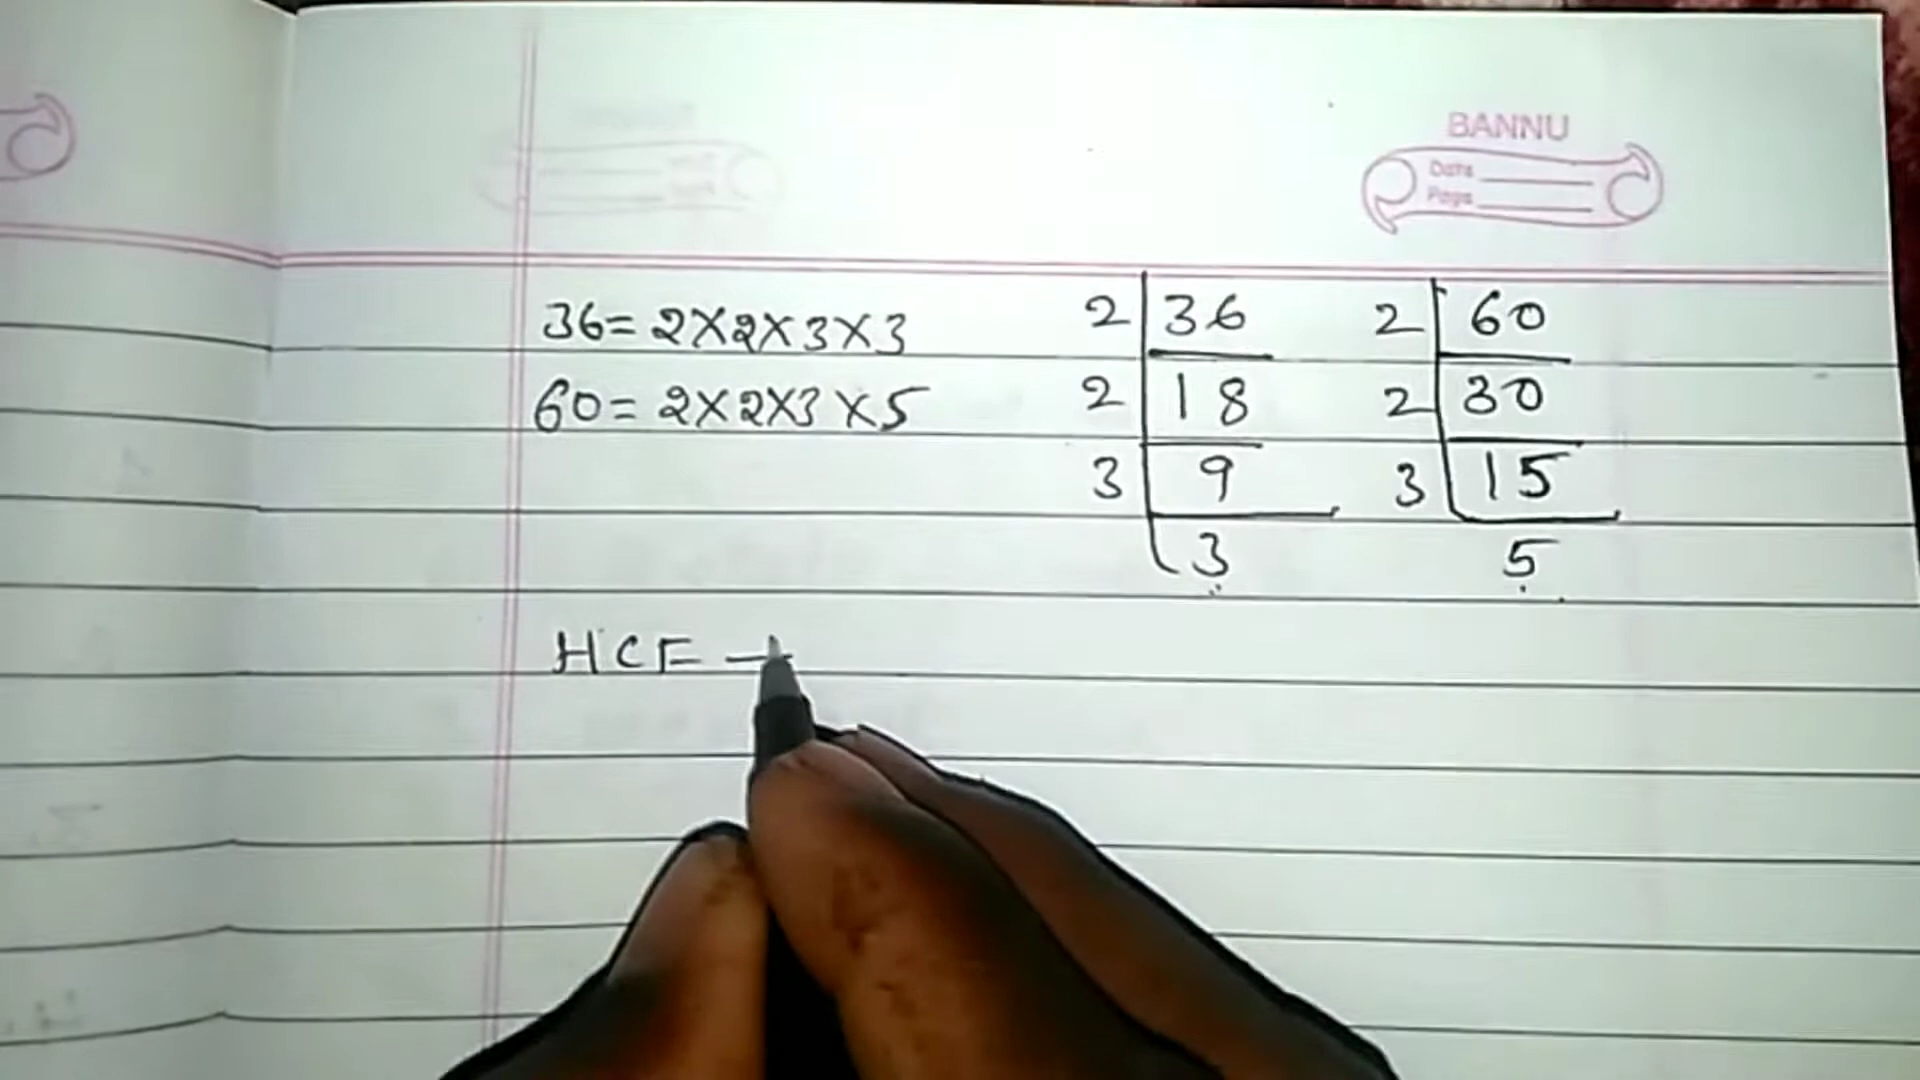 BANNU
Date
Page
36= 2×2×3×3
60= 2×2×3×5
2 36
2 18
3 9
3
2 60
2 30
3 15
5
HCF —